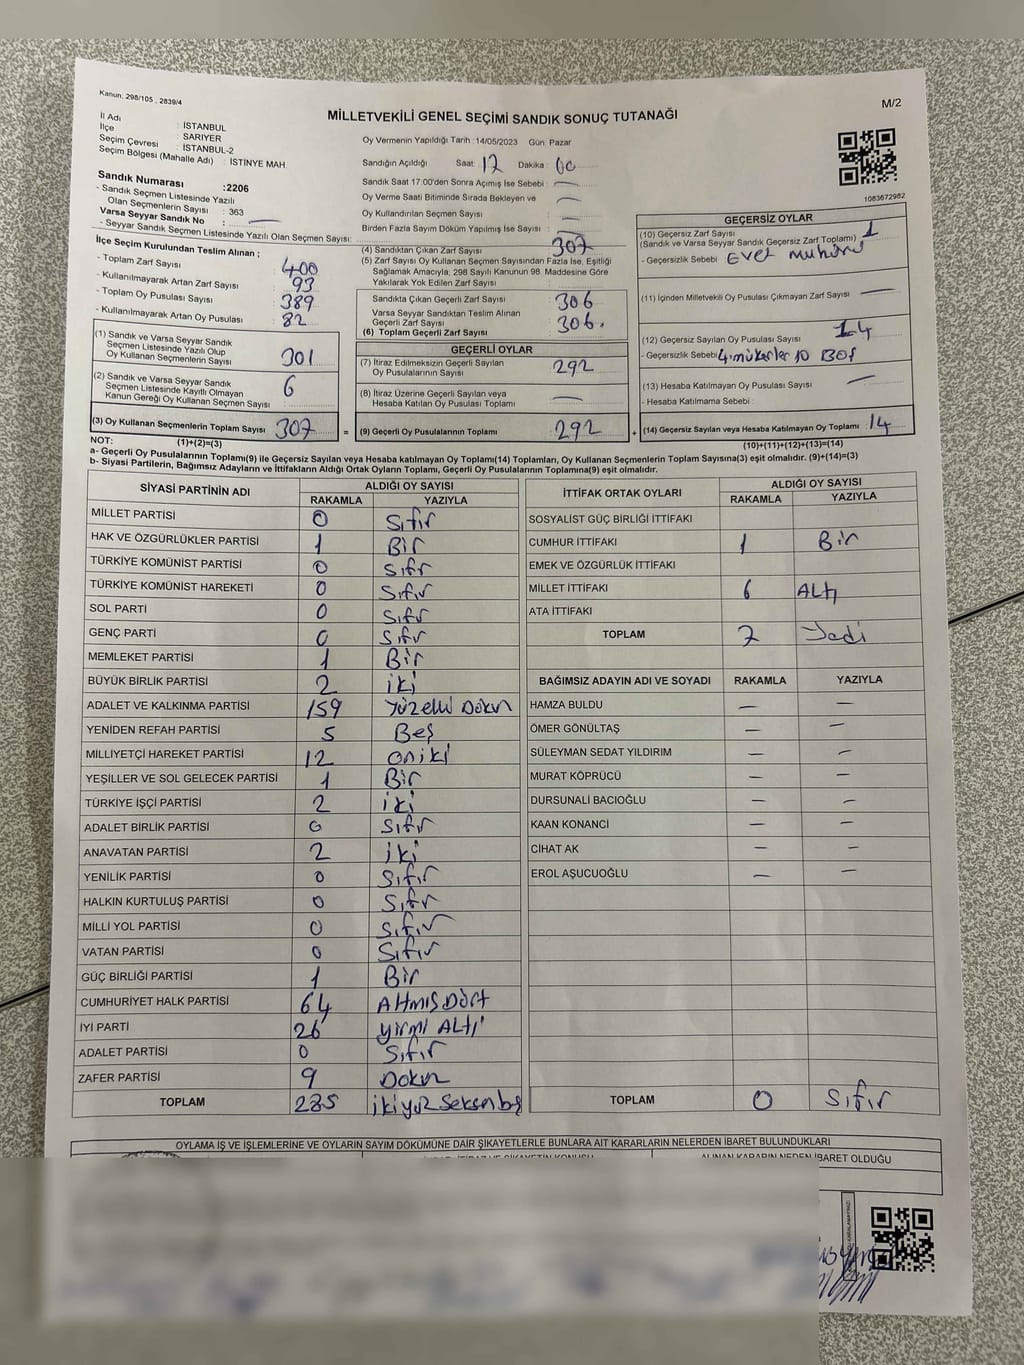 Kanun: 298/105 , 2839/4
M/2
MİLLETVEKİLİ GENEL SEÇİMİ SANDIK SONUÇ TUTANAĞI
İl Adı : İSTANBUL
İlçe : SARIYER
Seçim Çevresi : İSTANBUL-2
Seçim Bölgesi (Mahalle Adı) : İSTİNYE MAH
Sandık Numarası :2206
- Sandık Seçmen Listesinde Yazılı
Olan Seçmenlerin Sayısı : 363
Varsa Seyyar Sandık No : —
- Seyyar Sandık Seçmen Listesinde Yazılı Olan Seçmen Sayısı:
Oy Vermenin Yapıldığı Tarih :14/05/2023 Gün: Pazar
Sandığın Açıldığı Saat: 17 Dakika : 00
Sandık Saat 17:00'den Sonra Açımış İse Sebebi : —
Oy Verme Saati Bitiminde Sırada Bekleyen ve —
Oy Kullandırılan Seçmen Sayısı : —
Birden Fazla Sayım Döküm Yapılmış İse Sayısı : —
1083672982
İlçe Seçim Kurulundan Teslim Alınan ;
- Toplam Zarf Sayısı : 400
- Kullanılmayarak Artan Zarf Sayısı : 93
- Toplam Oy Pusulası Sayısı : 389
- Kullanılmayarak Artan Oy Pusulası : 82
(1) Sandık ve Varsa Seyyar Sandık
Seçmen Listesinde Yazılı Olup
Oy Kullanan Seçmenlerin Sayısı : 301
(2) Sandık ve Varsa Seyyar Sandık
Seçmen Listesinde Kayıtlı Olmayan
Kanun Gereği Oy Kullanan Seçmen Sayısı : 6
(3) Oy Kullanan Seçmenlerin Toplam Sayısı : 307 =
(4) Sandıktan Çıkan Zarf Sayısı : 307
(5) Zarf Sayısı Oy Kullanan Seçmen Sayısından Fazla İse, Eşitliği
Sağlamak Amacıyla, 298 Sayılı Kanunun 98. Maddesine Göre
Yakılarak Yok Edilen Zarf Sayısı :
Sandıkta Çıkan Geçerli Zarf Sayısı : 306
Varsa Seyyar Sandıktan Teslim Alınan
Geçerli Zarf Sayısı :
(6) Toplam Geçerli Zarf Sayısı : 306.
GEÇERLİ OYLAR
(7) İtiraz Edilmeksizin Geçerli Sayılan
Oy Pusulalarının Sayısı : 292
(8) İtiraz Üzerine Geçerli Sayılan veya
Hesaba Katılan Oy Pusulası Toplamı : —
(9) Geçerli Oy Pusulalarının Toplamı : 292 +
GEÇERSİZ OYLAR
(10) Geçersiz Zarf Sayısı 1
(Sandık ve Varsa Seyyar Sandık Geçersiz Zarf Toplamı)
- Geçersizlik Sebebi : Evet mühürü
(11) İçinden Milletvekili Oy Pusulası Çıkmayan Zarf Sayısı : —
(12) Geçersiz Sayılan Oy Pusulası Sayısı : 14
- Geçersizlik Sebebi : 4 mükerler 10 Boş
(13) Hesaba Katılmayan Oy Pusulası Sayısı : —
- Hesaba Katılmama Sebebi :
(14) Geçersiz Sayılan veya Hesaba Katılmayan Oy Toplamı : 14
NOT: (1)+(2)=(3) (10)+(11)+(12)+(13)=(14)
a- Geçerli Oy Pusulalarının Toplamı(9) ile Geçersiz Sayılan veya Hesaba katılmayan Oy Toplamı(14) Toplamları, Oy Kullanan Seçmenlerin Toplam Sayısına(3) eşit olmalıdır. (9)+(14)=(3)
b- Siyasi Partilerin, Bağımsız Adayların ve İttifakların Aldığı Ortak Oyların Toplamı, Geçerli Oy Pusulalarının Toplamına(9) eşit olmalıdır.
SİYASİ PARTİNİN ADI ALDIĞI OY SAYISI
RAKAMLA YAZIYLA
MİLLET PARTİSİ 0 Sıfır
HAK VE ÖZGÜRLÜKLER PARTİSİ 1 Bir
TÜRKİYE KOMÜNİST PARTİSİ 0 Sıfır
TÜRKİYE KOMÜNİST HAREKETİ 0 Sıfır
SOL PARTİ 0 Sıfır
GENÇ PARTİ 0 Sıfır
MEMLEKET PARTİSİ 1 Bir
BÜYÜK BİRLİK PARTİSİ 2 iki
ADALET VE KALKINMA PARTİSİ 159 Yüzelli Dokuz
YENİDEN REFAH PARTİSİ 5 Beş
MİLLİYETÇİ HAREKET PARTİSİ 12 oniki
YEŞİLLER VE SOL GELECEK PARTİSİ 1 Bir
TÜRKİYE İŞÇİ PARTİSİ 2 iki
ADALET BİRLİK PARTİSİ 0 Sıfır
ANAVATAN PARTİSİ 2 iki
YENİLİK PARTİSİ 0 Sıfır
HALKIN KURTULUŞ PARTİSİ 0 Sıfır
MİLLİ YOL PARTİSİ 0 Sıfır
VATAN PARTİSİ 0 Sıfır
GÜÇ BİRLİĞİ PARTİSİ 1 Bir
CUMHURİYET HALK PARTİSİ 64 Altmış Dört
İYİ PARTİ 26 yirmi Altı
ADALET PARTİSİ 0 Sıfır
ZAFER PARTİSİ 9 Dokuz
TOPLAM 285 ikiyüz seksen beş
İTTİFAK ORTAK OYLARI ALDIĞI OY SAYISI
RAKAMLA YAZIYLA
SOSYALİST GÜÇ BİRLİĞİ İTTİFAKI
CUMHUR İTTİFAKI 1 Bir
EMEK VE ÖZGÜRLÜK İTTİFAKI
MİLLET İTTİFAKI 6 Altı
ATA İTTİFAKI
TOPLAM 7 Yedi
BAĞIMSIZ ADAYIN ADI VE SOYADI RAKAMLA YAZIYLA
HAMZA BULDU — —
ÖMER GÖNÜLTAŞ — —
SÜLEYMAN SEDAT YILDIRIM — —
MURAT KÖPRÜCÜ — —
DURSUNALİ BACIOĞLU — —
KAAN KONANCİ — —
CİHAT AK — —
EROL AŞUCUOĞLU — —
TOPLAM 0 Sıfır
OYLAMA İŞ VE İŞLEMLERİNE VE OYLARIN SAYIM DÖKÜMÜNE DAİR ŞİKAYETLERLE BUNLARA AİT KARARLARIN NELERDEN İBARET BULUNDUKLARI
ALINAN KARARIN NEDEN İBARET OLDUĞU